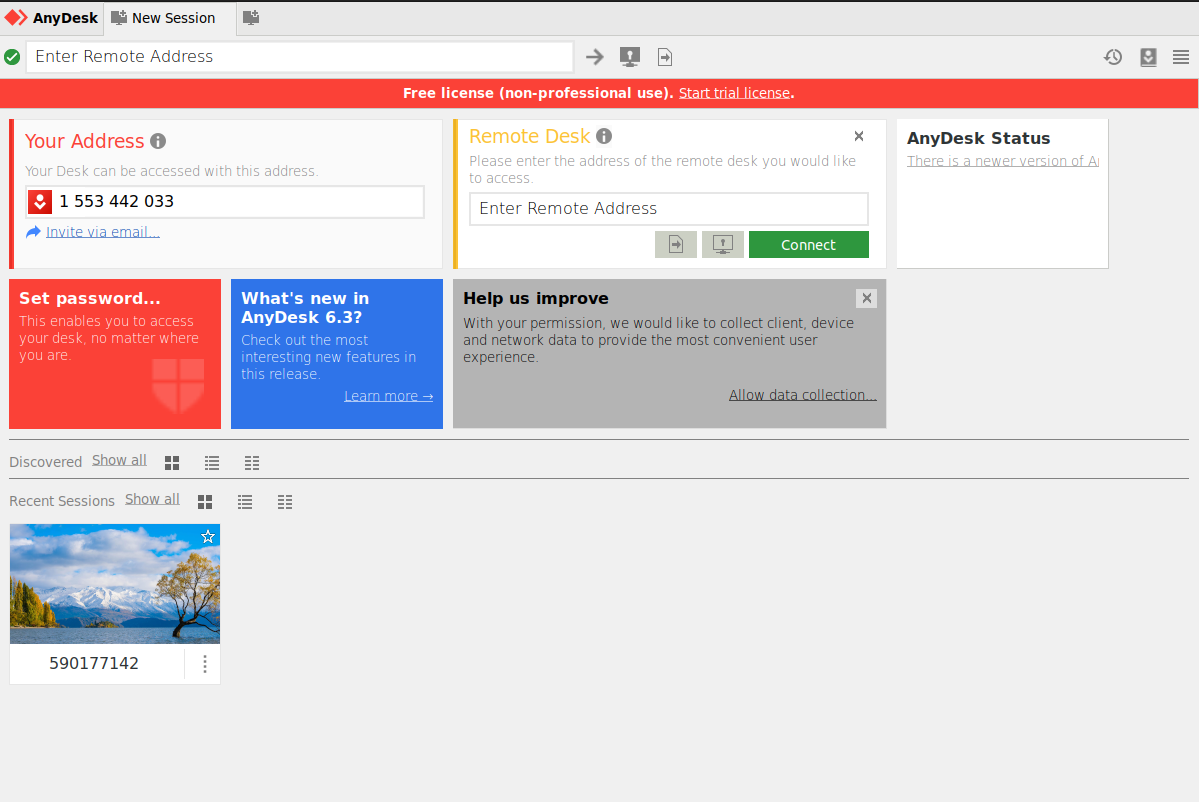 AnyDesk
New Session
Enter Remote Address
Free license (non-professional use). Start trial license.
Your Address
Your Desk can be accessed with this address.
1 553 442 033
Invite via email...
Remote Desk
Please enter the address of the remote desk you would like
to access.
Enter Remote Address
Connect
AnyDesk Status
There is a newer version of
Set password...
This enables you to access
your desk, no matter where
you are.
What's new in
AnyDesk 6.3?
Check out the most
interesting new features in
this release.
Learn more →
Help us improve
With your permission, we would like to collect client, device
and network data to provide the most convenient user
experience.
Allow data collection...
Discovered Show all
Recent Sessions Show all
590177142